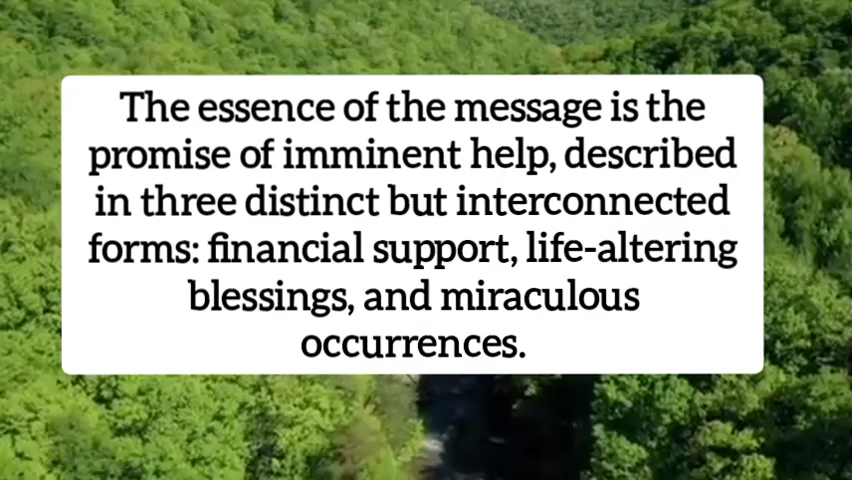 The essence of the message is the
promise of imminent help, described
in three distinct but interconnected
forms: financial support, life-altering
blessings, and miraculous
occurrences.